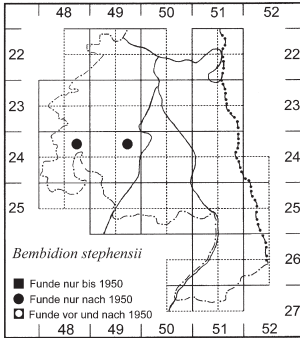 48 49 50 51 52
22 22
23 23
24 24
25 25
26
Bembidion stephensii
Funde nur bis 1950
Funde nur nach 1950
Funde vor und nach 1950
27
48 49 50 51 52